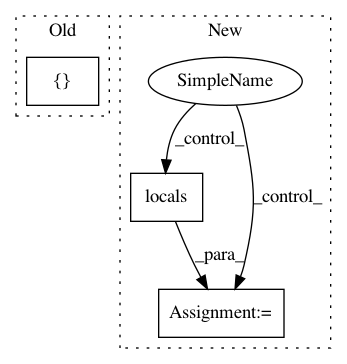 Old
New
{}
SimpleName
_control_
locals
_control_
_para_
Assignment:=